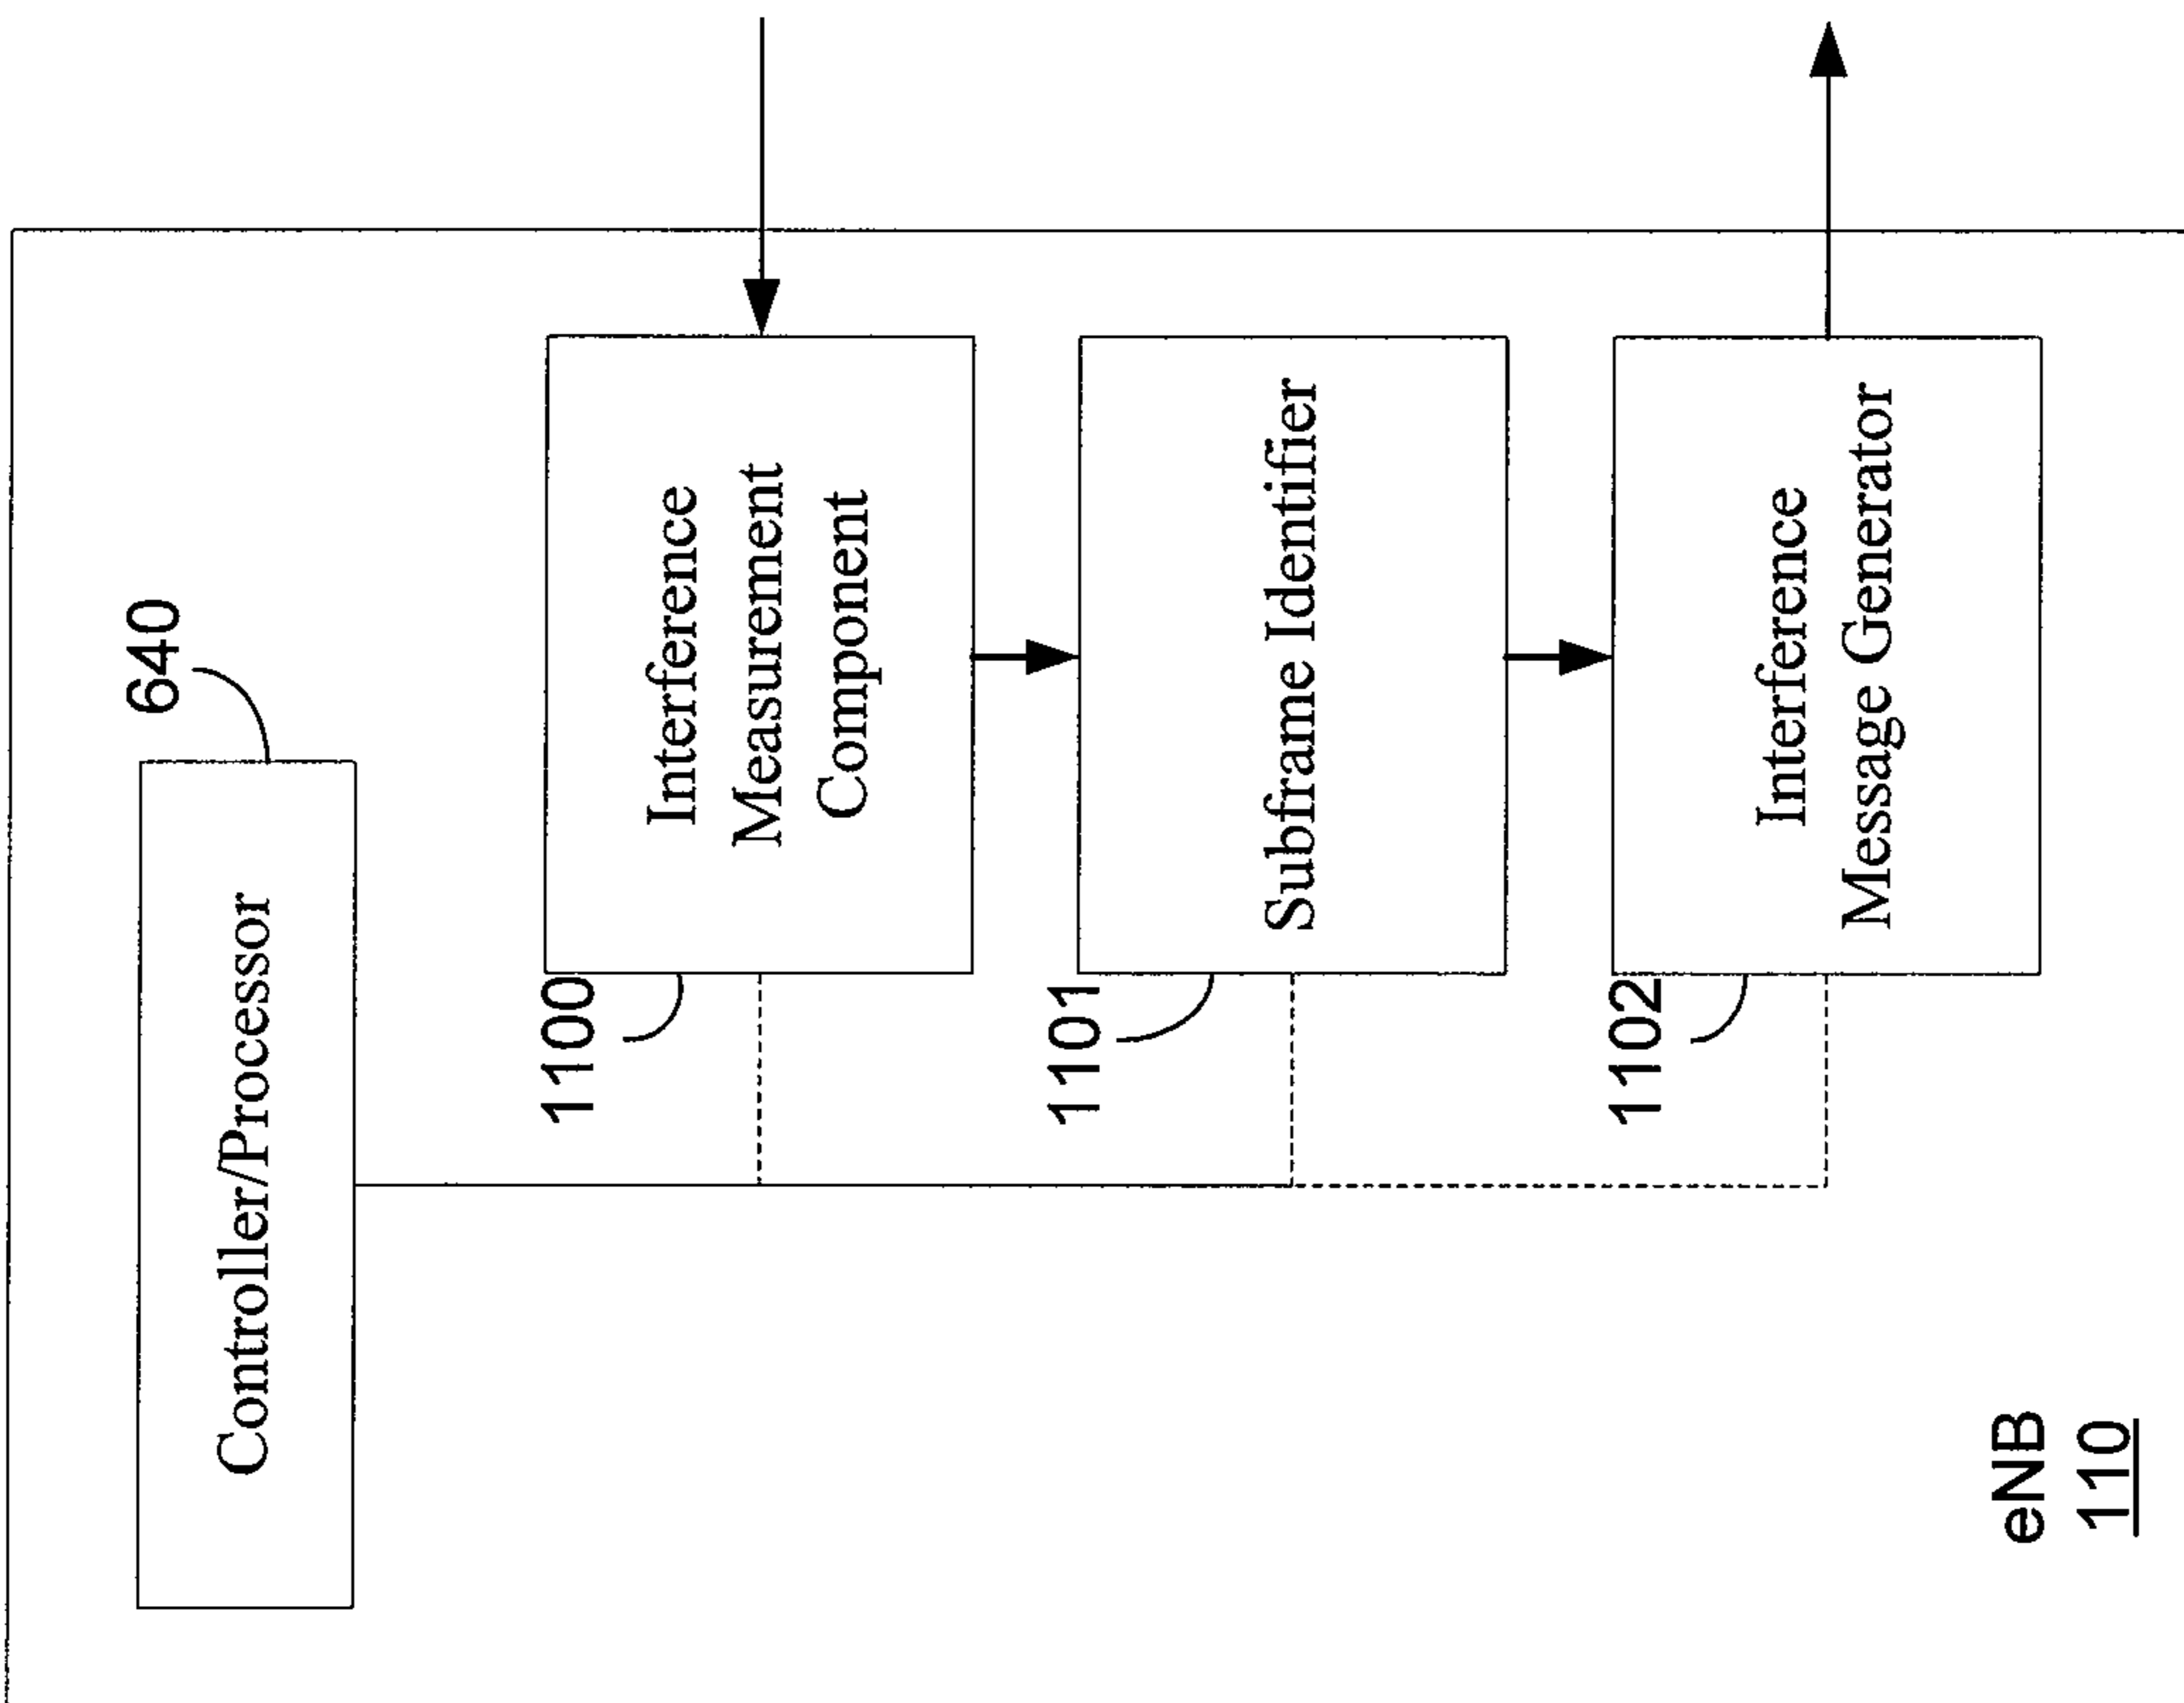 Controller/Processor
640
Interference
Measurement
Component
1100
Subframe Identifier
1101
Interference
Message Generator
1102
eNB
110